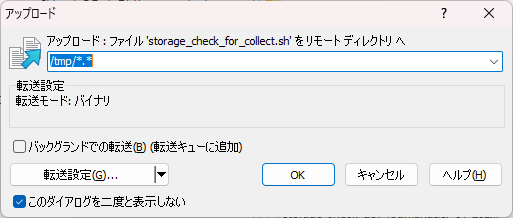 アップロード
アップロード : ファイル 'storage_check_for_collect.sh' をリモート ディレクトリ へ
/tmp/*.*
転送設定
転送モード: バイナリ
バックグランドでの転送(B) (転送キューに追加)
転送設定(G)...
OK
キャンセル
ヘルプ(H)
このダイアログを二度と表示しない